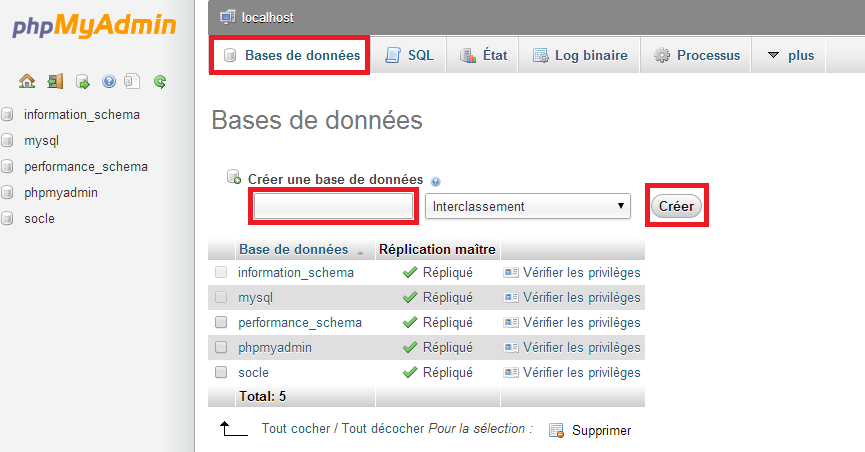 phpMyAdmin
information_schema
mysql
performance_schema
phpmyadmin
socle
localhost
Bases de données SQL État Log binaire Processus plus
Bases de données
Créer une base de données
Interclassement Créer
Base de données Réplication maître
information_schema Répliqué Vérifier les privilèges
mysql Répliqué Vérifier les privilèges
performance_schema Répliqué Vérifier les privilèges
phpmyadmin Répliqué Vérifier les privilèges
socle Répliqué Vérifier les privilèges
Total: 5
Tout cocher / Tout décocher Pour la sélection : Supprimer